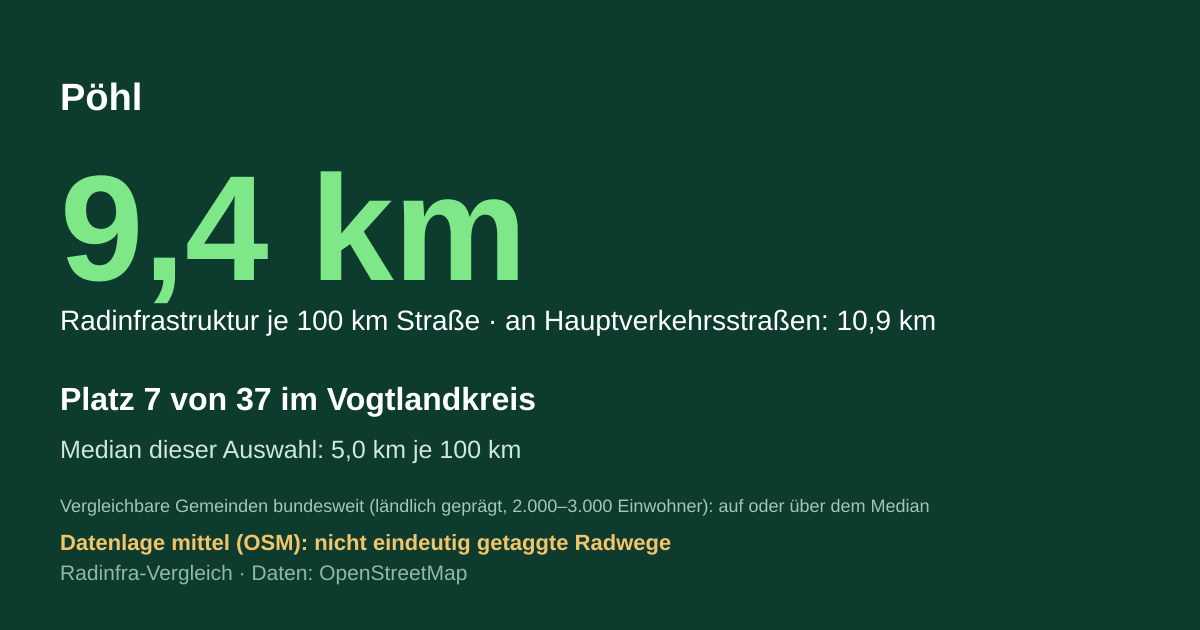 Pöhl
9,4 km
Radinfrastruktur je 100 km Straße · an Hauptverkehrsstraßen: 10,9 km
Platz 7 von 37 im Vogtlandkreis
Median dieser Auswahl: 5,0 km je 100 km
Vergleichbare Gemeinden bundesweit (ländlich geprägt, 2.000–3.000 Einwohner): auf oder über dem Median
Datenlage mittel (OSM): nicht eindeutig getaggte Radwege
Radinfra-Vergleich · Daten: OpenStreetMap